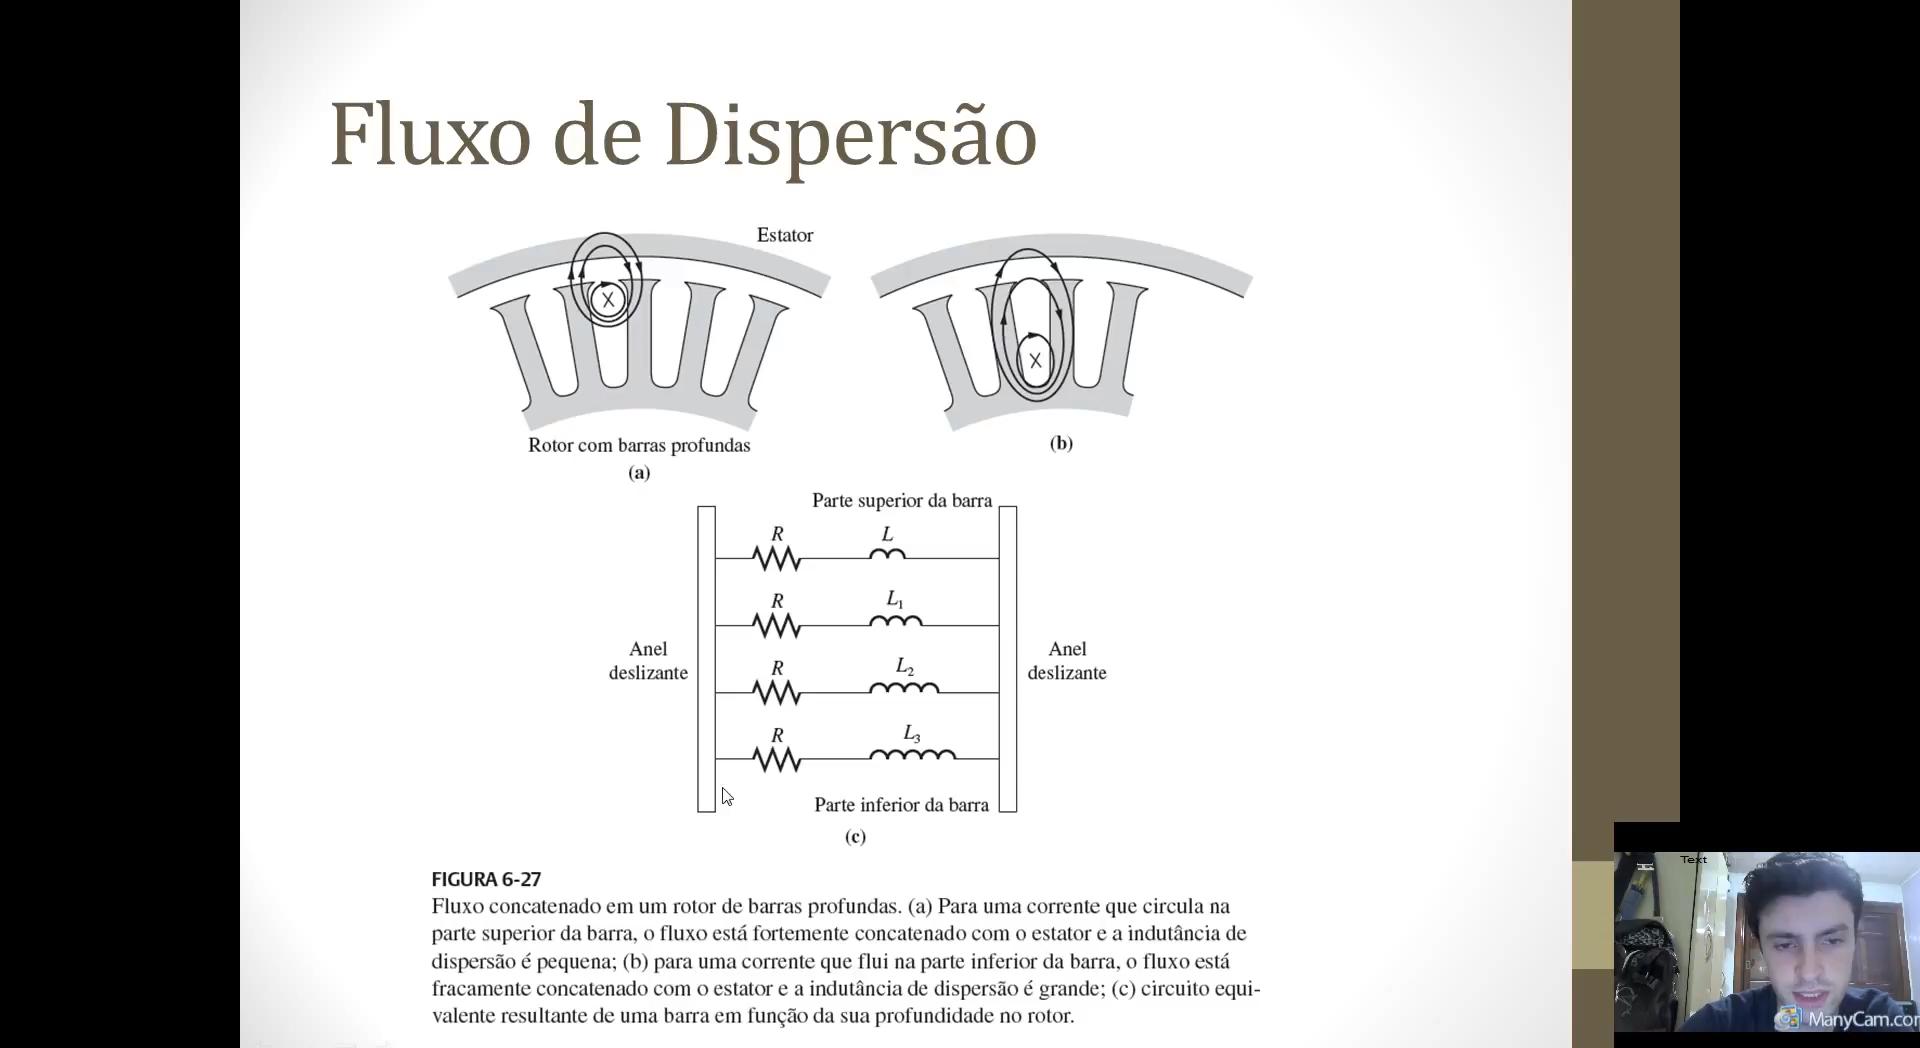 Fluxo de Dispersão
Estator
X
X
Rotor com barras profundas
(a)
(b)
Parte superior da barra
R
L
R
L₁
Anel
deslizante
Anel
deslizante
R
L₂
R
L₃
Parte inferior da barra
(c)
FIGURA 6-27
Fluxo concatenado em um rotor de barras profundas. (a) Para uma corrente que circula na
parte superior da barra, o fluxo está fortemente concatenado com o estator e a indutância de
dispersão é pequena; (b) para uma corrente que flui na parte inferior da barra, o fluxo está
fracamente concatenado com o estator e a indutância de dispersão é grande; (c) circuito equi-
valente resultante de uma barra em função da sua profundidade no rotor.
Text
ManyCam.com